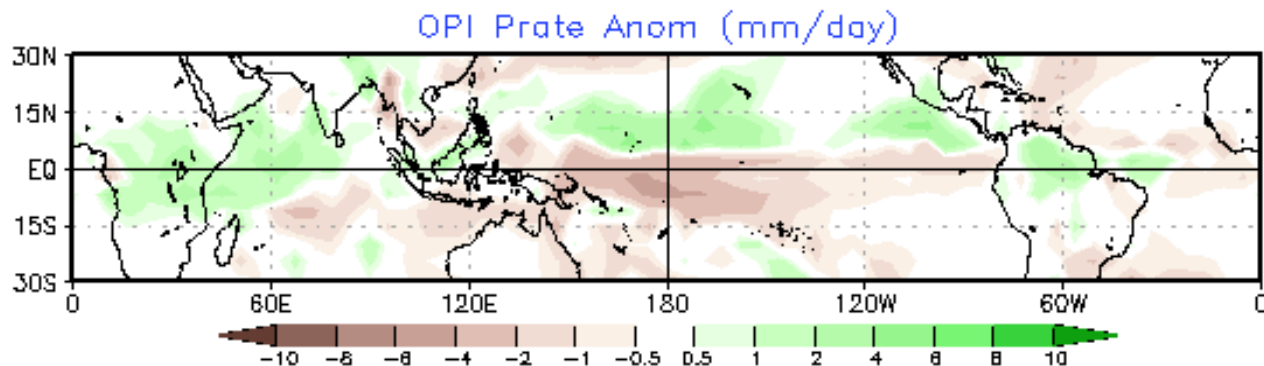 OPI Prate Anom (mm/day)
30N
15N
EQ
15S
30S
0 60E 120E 180 120W 60W 0
-10 -8 -6 -4 -2 -1 -0.5 0.5 1 2 4 6 8 10